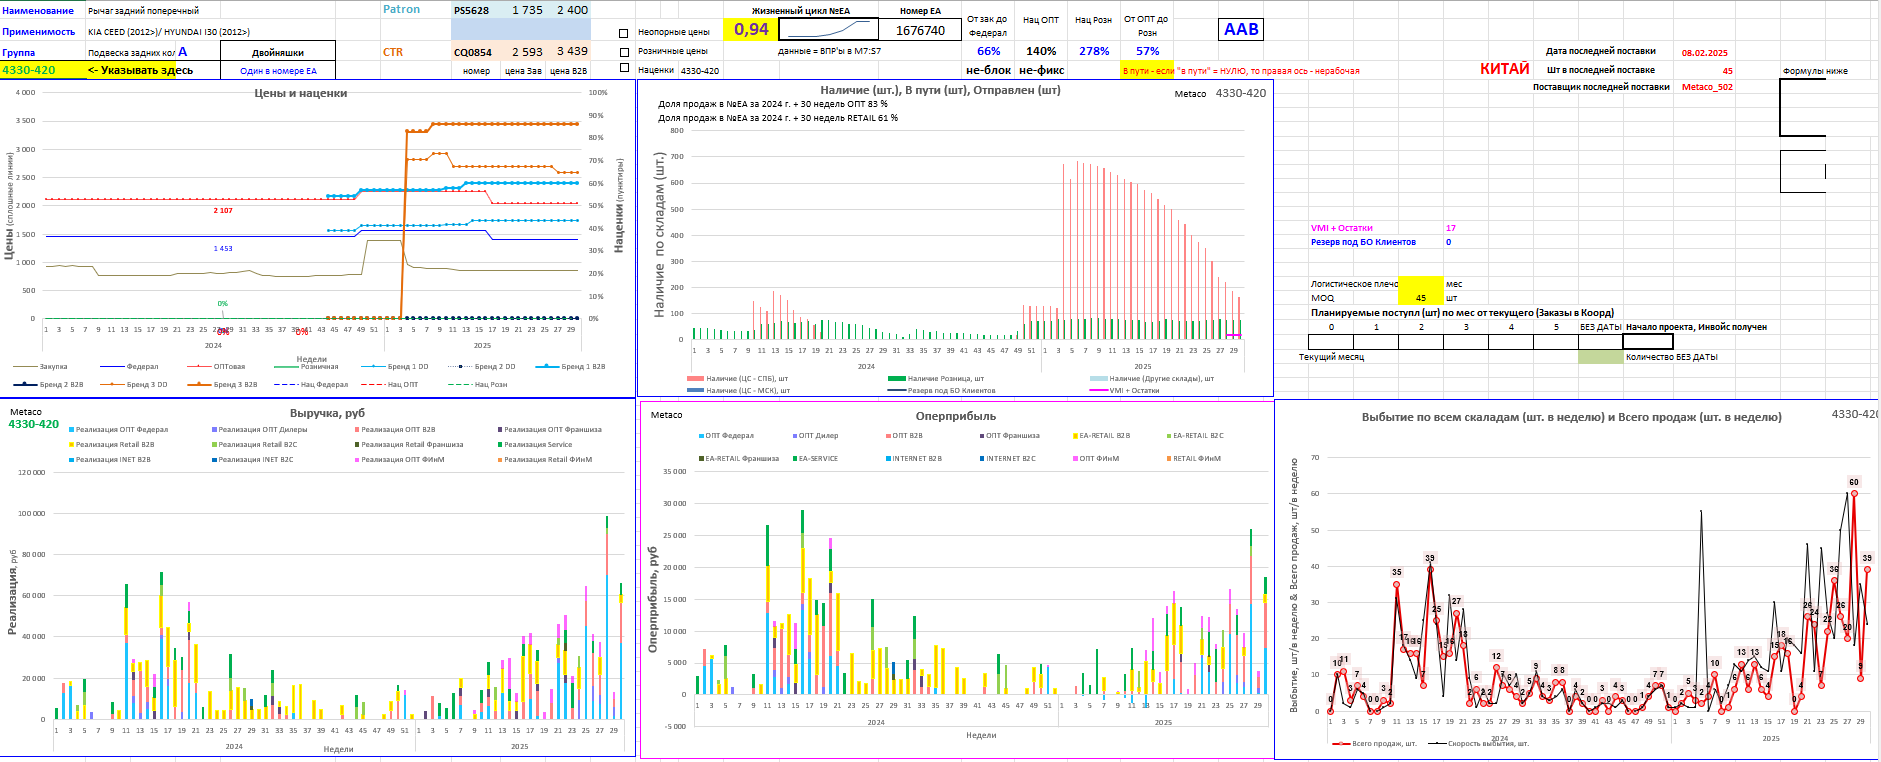 Наименование Рычаг задний поперечный Patron PS5628 1 735 2 400 Жизненный цикл №EA Номер EA От зак до Федерал Нац ОПТ Нац Розн От ОПТ до Розн AAB
Применимость KIA CEED (2012>)/ HYUNDAI I30 (2012>) Неопорные цены 0,94 1676740
Группа Подвеска задних кол А Двойняшки CTR CQ0854 2 593 3 439 Розничные цены данные = ВПР'ы в M7:S7 66% 140% 278% 57% Дата последней поставки 08.02.2025
4330-420 <- Указывать здесь Один в номере EA номер цена Зав цена B2B Наценки 4330-420 не-блок не-фикс В пути - если "в пути" = НУЛЮ, то правая ось - нерабочая КИТАЙ Шт в последней поставке 45 Формулы ниже
Поставщик последней поставки Metaco_502
Цены и наценки
Цены (сплошные линии)
Наценки (пунктиры)
4 000
3 500
3 000
2 500
2 000
1 500
1 000
500
0
100%
90%
80%
70%
60%
50%
40%
30%
20%
10%
0%
2 107
1 453
0%
0%
1 3 5 7 9 11 13 15 17 19 21 23 25 29 31 33 35 37 39 41 43 45 47 49 51 1 3 5 7 9 11 13 15 17 19 21 23 25 27 29
2024 2025
Недели
Закупка Федерал ОПТовая Розничная Бренд 1 DD Бренд 2 DD Бренд 1 B2B
Бренд 2 B2B Бренд 3 DD Бренд 3 B2B Нац Федерал Нац ОПТ Нац Розн
Наличие (шт.), В пути (шт), Отправлен (шт)
Metaco 4330-420
Доля продаж в №EA за 2024 г. + 30 недель ОПТ 83 %
Доля продаж в №EA за 2024 г. + 30 недель RETAIL 61 %
Наличие по складам (шт.)
800
700
600
500
400
300
200
100
0
1 3 5 7 9 11 13 15 17 19 21 23 25 27 29 31 33 35 37 39 41 43 45 47 49 51 1 3 5 7 9 11 13 15 17 19 21 23 25 27 29
2024 2025
Наличие (ЦС - СПБ), шт Наличие Розница, шт Наличие (Другие склады), шт
Наличие (ЦС - МСК), шт Резерв под БО Клиентов VMI + Остатки
VMI + Остатки 17
Резерв под БО Клиентов 0
Логистическое плечо мес
MOQ 45 шт
Планируемые поступл (шт) по мес от текущего (Заказы в Коорд)
0 1 2 3 4 5 БЕЗ ДАТЫ Начало проекта, Инвойс получен
Текущий месяц Количество БЕЗ ДАТЫ
Metaco
4330-420
Выручка, руб
Реализация ОПТ Федерал Реализация ОПТ Дилеры Реализация ОПТ B2B Реализация ОПТ Франшиза
Реализация Retail B2B Реализация Retail B2C Реализация Retail Франшиза Реализация Service
Реализация INET B2B Реализация INET B2C Реализация ОПТ ФИнМ Реализация Retail ФИнМ
Реализация, руб
120 000
100 000
80 000
60 000
40 000
20 000
0
1 3 5 7 9 11 13 15 17 19 21 23 25 27 29 31 33 35 37 39 41 43 45 47 49 51 1 3 5 7 9 11 13 15 17 19 21 23 25 27 29
2024 2025
Недели
Metaco
Оперприбыль
ОПТ Федерал ОПТ Дилер ОПТ B2B ОПТ Франшиза EA-RETAIL B2B EA-RETAIL B2C
EA-RETAIL Франшиза EA-SERVICE INTERNET B2B INTERNET B2C ОПТ ФИнМ RETAIL ФИнМ
Оперприбыль, руб
35 000
30 000
25 000
20 000
15 000
10 000
5 000
0
-5 000
1 3 5 7 9 11 13 15 17 19 21 23 25 27 29 31 33 35 37 39 41 43 45 47 49 51 1 3 5 7 9 11 13 15 17 19 21 23 25 27 29
2024 2025
Недели
Выбытие по всем скаладам (шт. в неделю) и Всего продаж (шт. в неделю)
4330-420
Выбытие, шт/в неделю & Всего продаж, шт/в неделю
70
60
50
40
30
20
10
0
0 10 11 3 7 4 0 0 3 2 35 17 16 16 7 39 25 15 16 27 18 2 6 2 2 12 7 6 4 2 5 9 4 3 8 8 0 4 2 0 0 3 0 4 3 0 0 1 4 7 7 1 0 2 5 3 2 4 10 0 1 6 13 6 13 6 4 15 18 16 0 4 26 24 7 22 36 26 20 60 9 39
1 3 5 7 9 11 13 15 17 19 21 23 25 27 29 31 33 35 37 39 41 43 45 47 49 51 1 3 5 7 9 11 13 15 17 19 21 23 25 27 29
2024 2025
Всего продаж, шт. Скорость выбытия, шт.